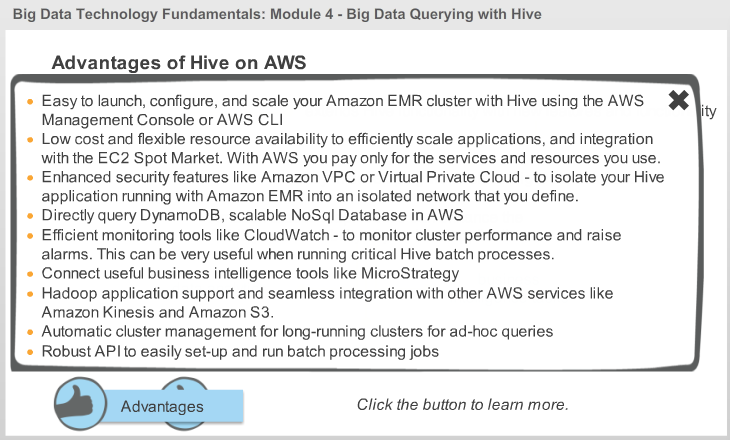 Big Data Technology Fundamentals: Module 4 - Big Data Querying with Hive
Advantages of Hive on AWS
• Easy to launch, configure, and scale your Amazon EMR cluster with Hive using the AWS
Management Console or AWS CLI
ity
• Low cost and flexible resource availability to efficiently scale applications, and integration
with the EC2 Spot Market. With AWS you pay only for the services and resources you use.
• Enhanced security features like Amazon VPC or Virtual Private Cloud - to isolate your Hive
application running with Amazon EMR into an isolated network that you define.
• Directly query DynamoDB, scalable NoSql Database in AWS
• Efficient monitoring tools like CloudWatch - to monitor cluster performance and raise
alarms. This can be very useful when running critical Hive batch processes.
• Connect useful business intelligence tools like MicroStrategy
• Hadoop application support and seamless integration with other AWS services like
Amazon Kinesis and Amazon S3.
• Automatic cluster management for long-running clusters for ad-hoc queries
• Robust API to easily set-up and run batch processing jobs
Advantages
Click the button to learn more.